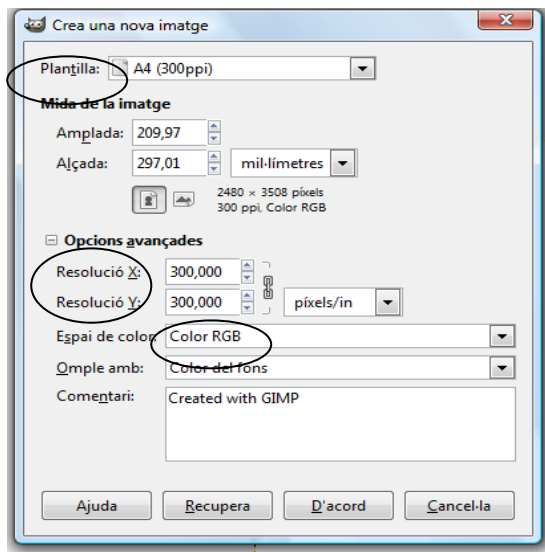 Crea una nova imatge
Plantilla: A4 (300ppi)
Mida de la imatge
Amplada: 209,97
Alçada: 297,01 mil·límetres
2480 × 3508 píxels
300 ppi, Color RGB
Opcions avançades
Resolució X: 300,000
Resolució Y: 300,000 píxels/in
Espai de color: Color RGB
Omple amb: Color del fons
Comentari: Created with GIMP
Ajuda Recupera D'acord Cancel·la